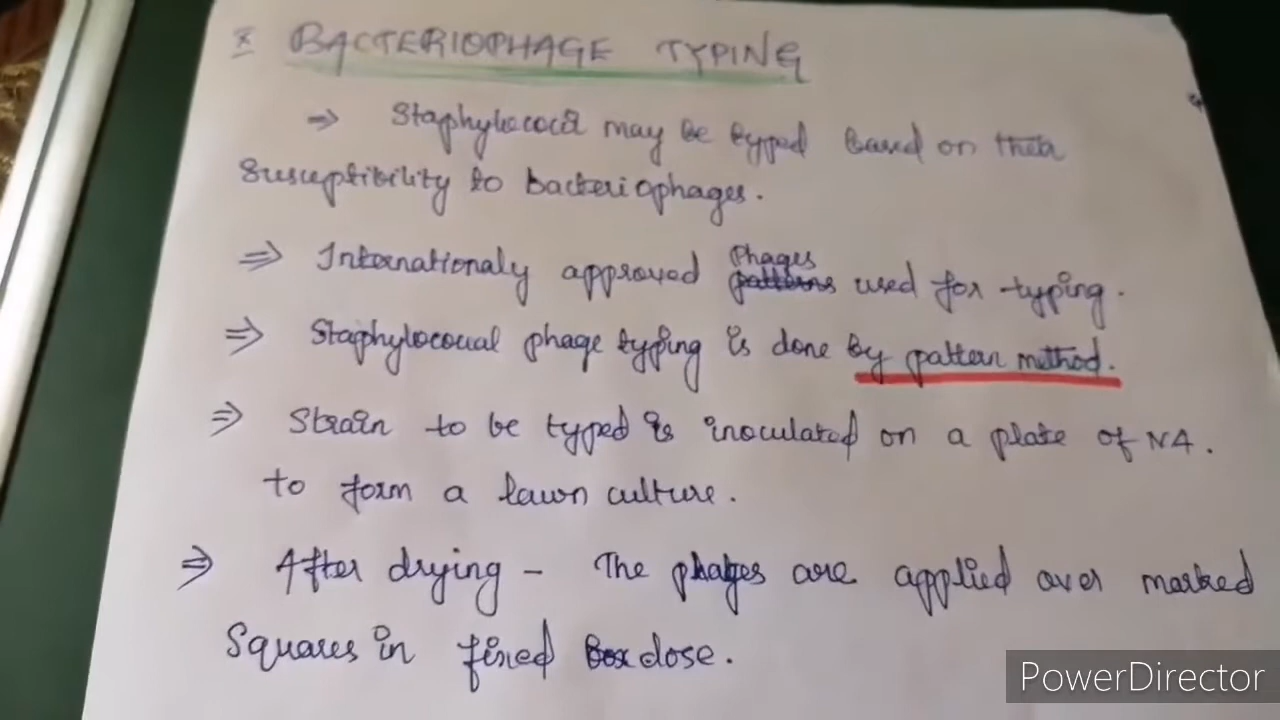 * BACTERIOPHAGE TYPING
⇒ Staphylococci may be typed based on their
Susceptibility to bacteriophages.
⇒ Internationaly approved phages used for typing.
⇒ Staphylococcal phage typing is done by pattern method.
⇒ Strain to be typed is inoculated on a plate of NA.
to form a lawn culture.
⇒ After drying - The phages are applied over marked
Squares in fixed dose.
PowerDirector